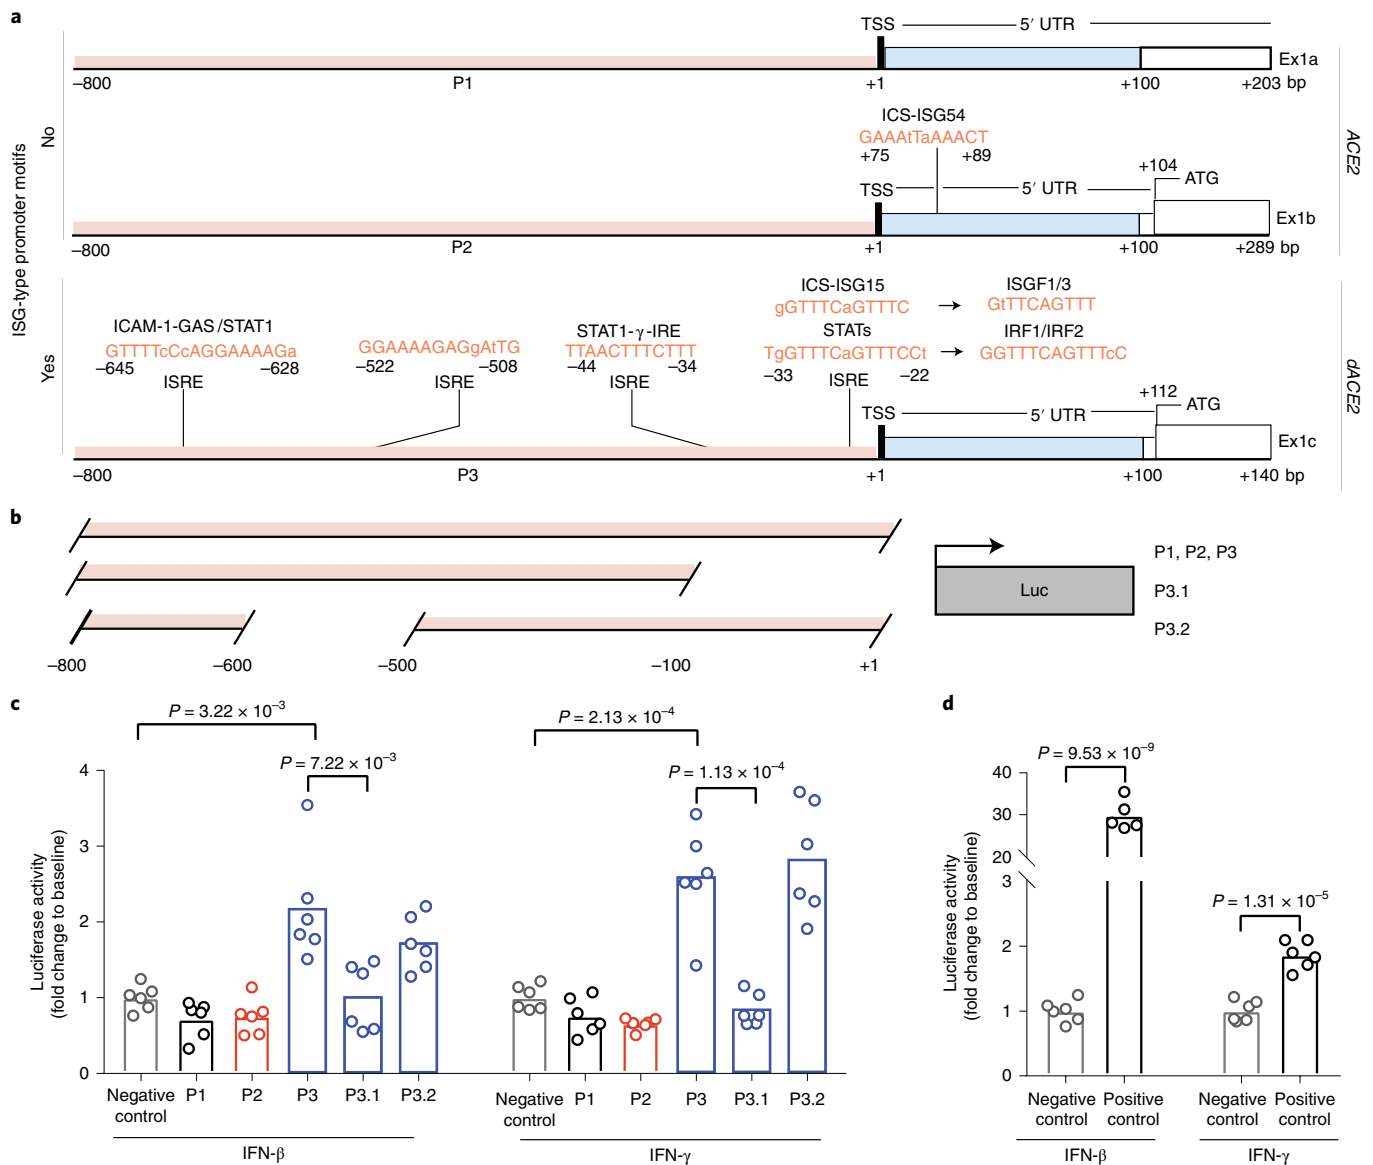 a
TSS 5′ UTR
Ex1a
–800 P1 +1 +100 +203 bp
ICS-ISG54
GAAAtTaAAACT
+75 +89
+104
ATG
TSS 5′ UTR
Ex1b
–800 P2 +1 +100 +289 bp
ISG-type promoter motifs
No
Yes
ACE2
dACE2
ICS-ISG15 ISGF1/3
gGTTTCaGTTTC GtTTCAGTTT
ICAM-1-GAS/STAT1 STAT1-γ-IRE STATs IRF1/IRF2
GTTTTcCcAGGAAAAGa GGAAAAGAGgAtTG TTAACTTTCTTT TgGTTTCaGTTTCCt GGTTTCAGTTTcC
–645 –628 –522 –508 –44 –34 –33 –22
ISRE ISRE ISRE ISRE
+112
ATG
TSS 5′ UTR
Ex1c
–800 P3 +1 +100 +140 bp
b
P1, P2, P3
Luc P3.1
P3.2
–800 –600 –500 –100 +1
c
P = 3.22 × 10–3
P = 7.22 × 10–3
P = 2.13 × 10–4
P = 1.13 × 10–4
Luciferase activity
(fold change to baseline)
4
3
2
1
0
Negative control P1 P2 P3 P3.1 P3.2 Negative control P1 P2 P3 P3.1 P3.2
IFN-β IFN-γ
d
P = 9.53 × 10–9
P = 1.31 × 10–5
Luciferase activity
(fold change to baseline)
40
30
20
3
2
1
0
Negative control Positive control Negative control Positive control
IFN-β IFN-γ